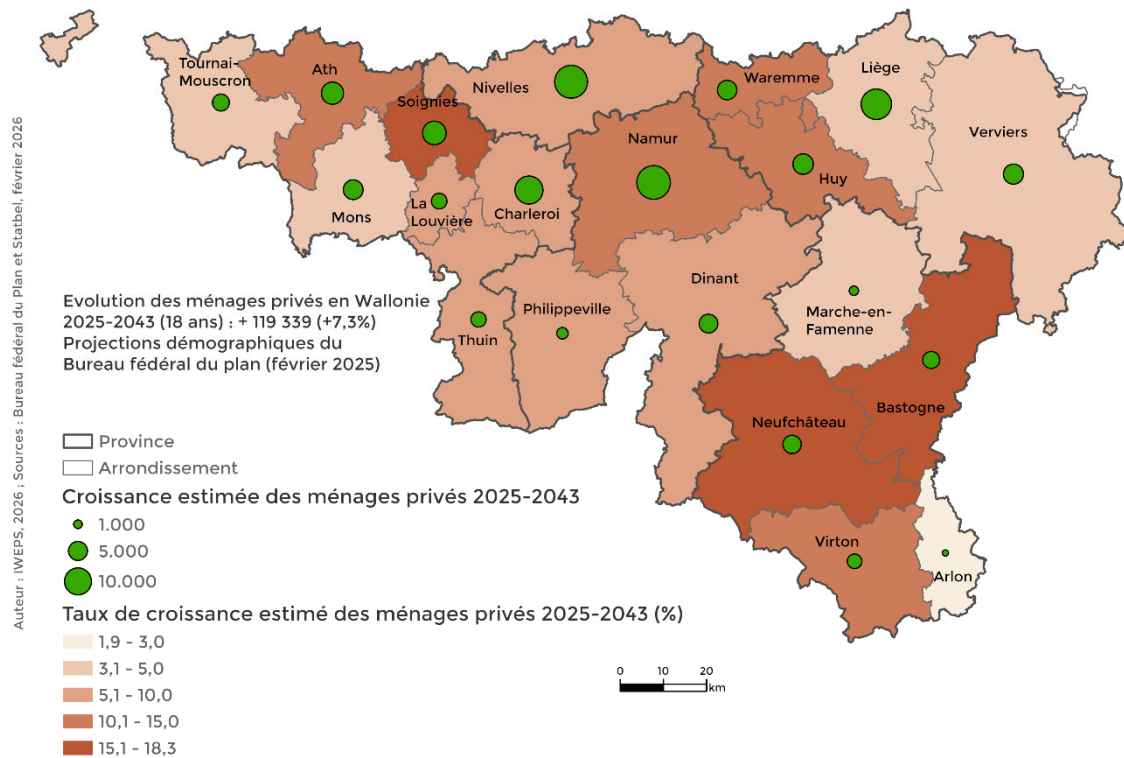 Tournai-
Mouscron
Ath
Soignies
Nivelles
Waremme
Liège
Verviers
Namur
Huy
Mons
La
Louvière
Charleroi
Dinant
Philippeville
Thuin
Marche-en-
Famenne
Bastogne
Neufchâteau
Virton
Arlon
Evolution des ménages privés en Wallonie
2025-2043 (18 ans) : + 119 339 (+7,3%)
Projections démographiques du
Bureau fédéral du plan (février 2025)
Province
Arrondissement
Croissance estimée des ménages privés 2025-2043
1.000
5.000
10.000
Taux de croissance estimé des ménages privés 2025-2043 (%)
1,9 - 3,0
3,1 - 5,0
5,1 - 10,0
10,1 - 15,0
15,1 - 18,3
0 10 20
km
Auteur : IWEPS, 2026 ; Sources : Bureau fédéral du Plan et Statbel, février 2026